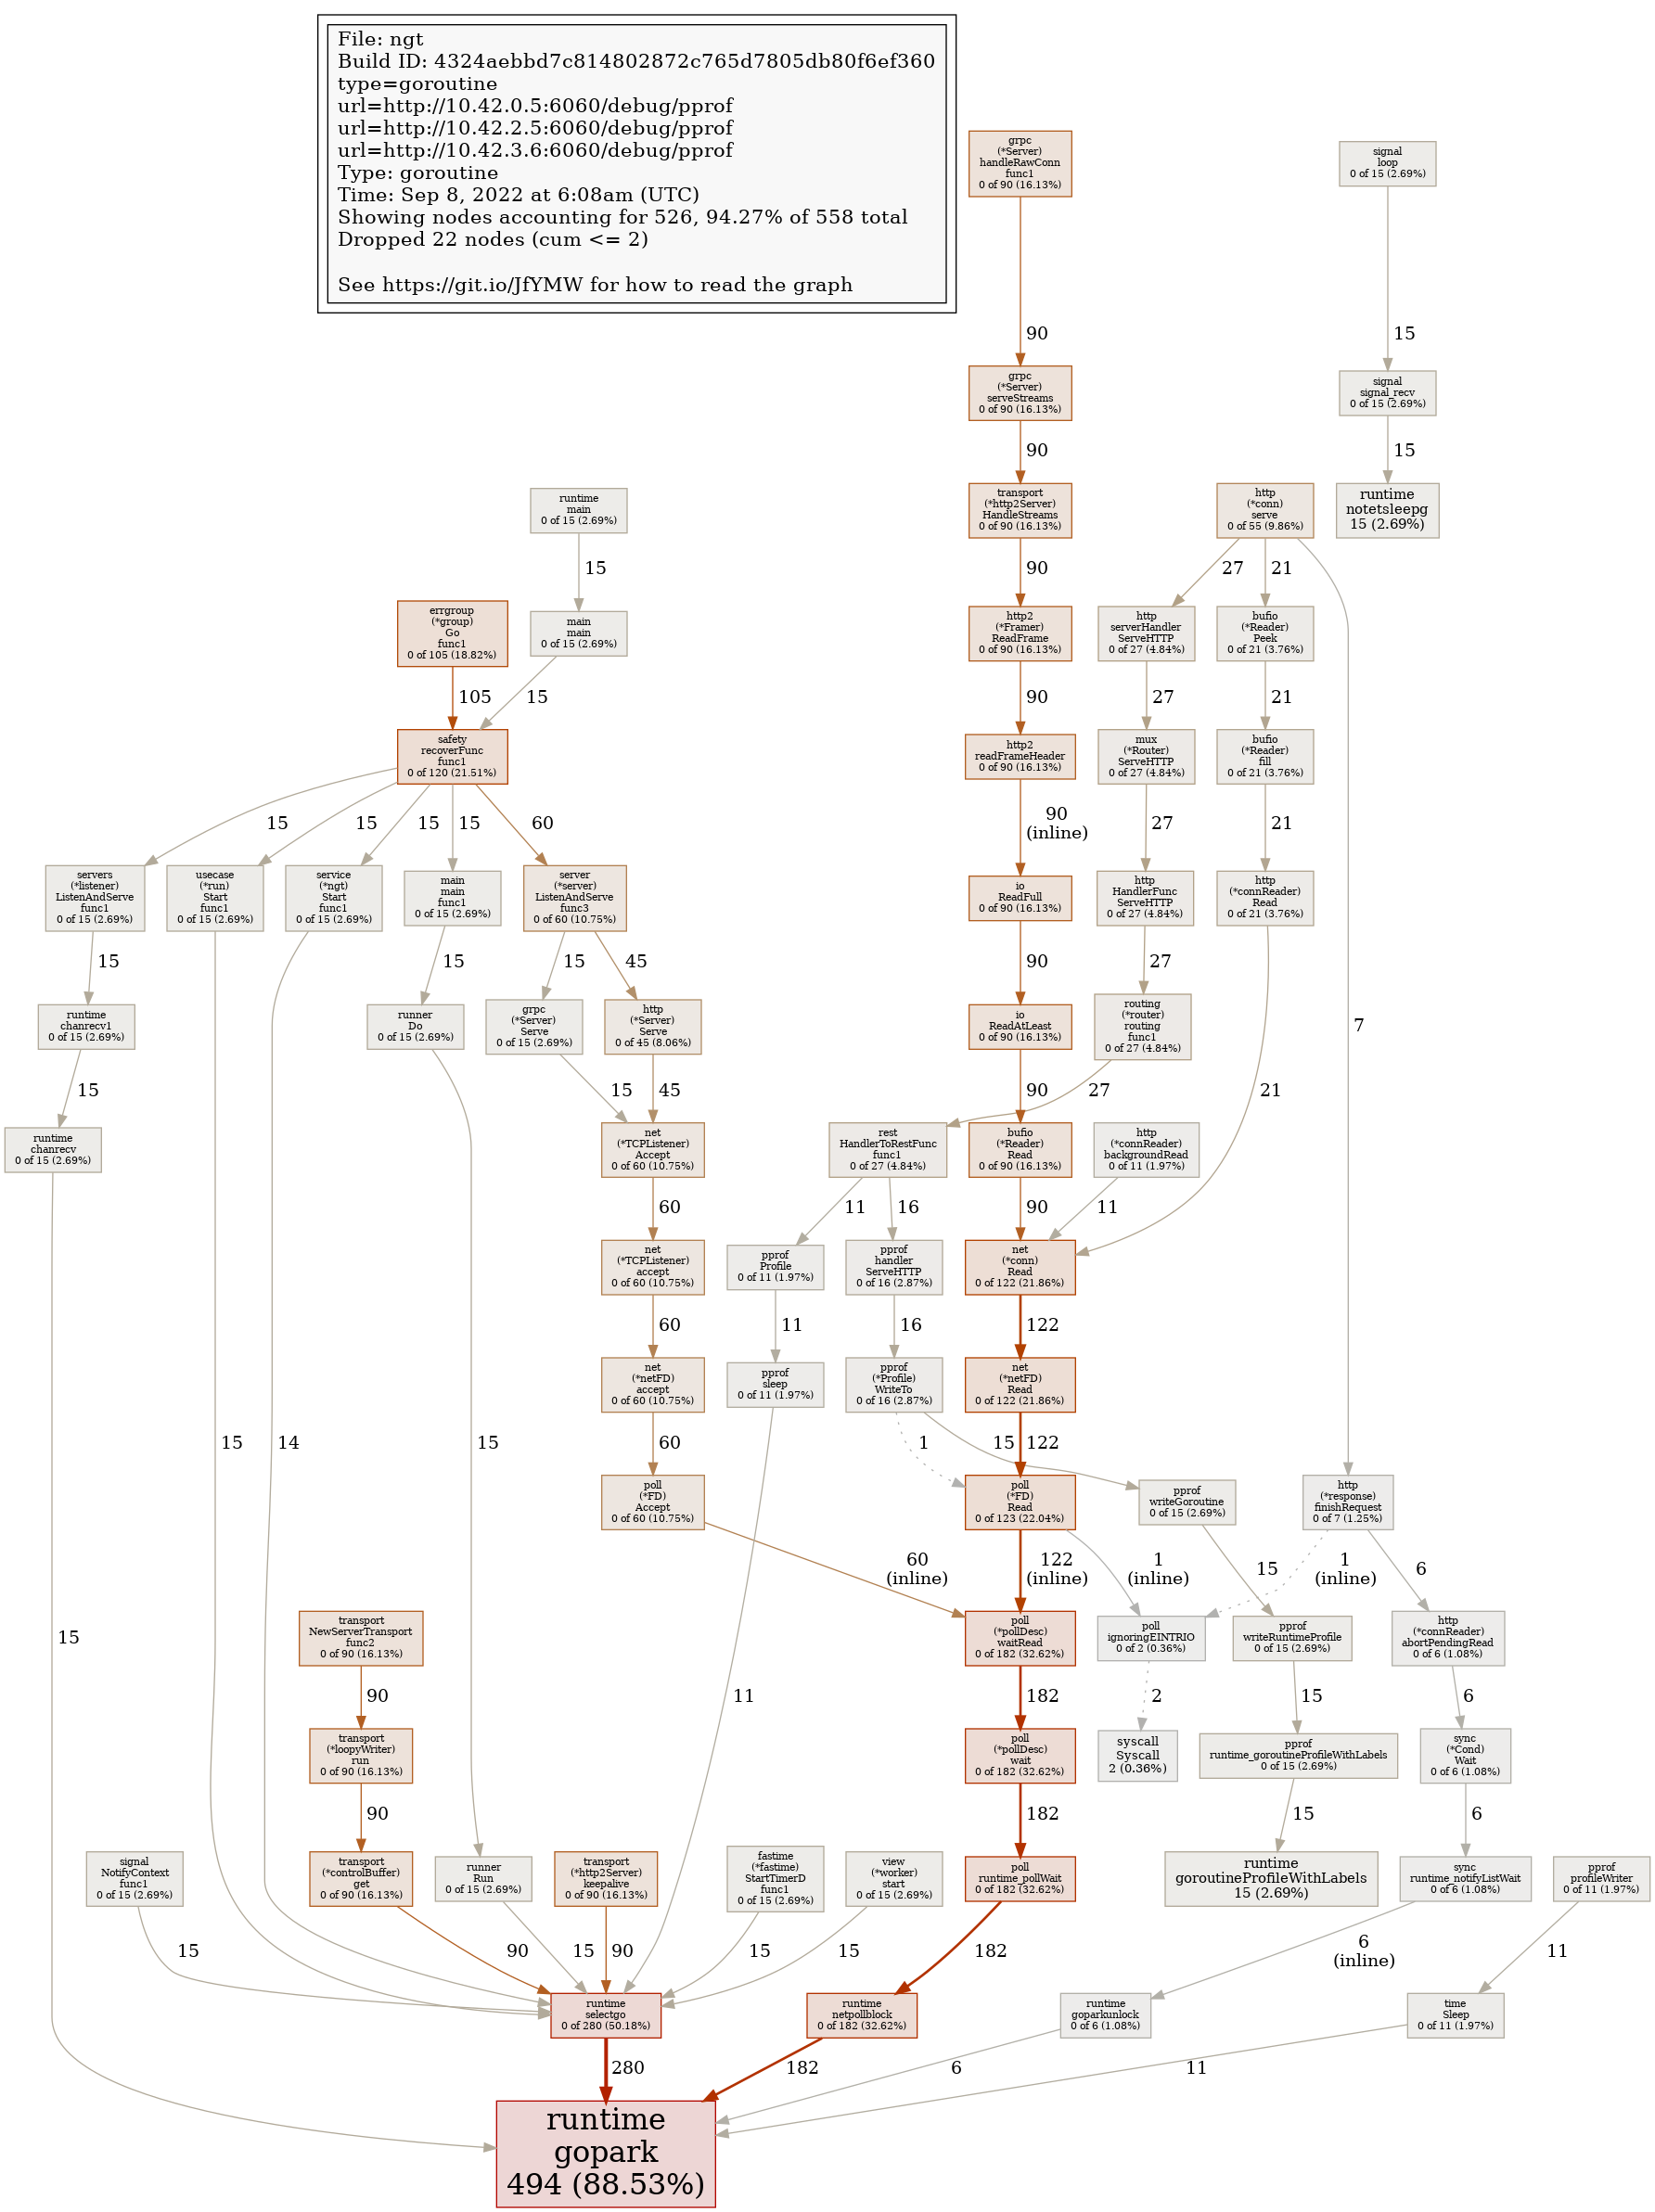 File: ngt
Build ID: 4324aebbd7c814802872c765d7805db80f6ef360
type=goroutine
url=http://10.42.0.5:6060/debug/pprof
url=http://10.42.2.5:6060/debug/pprof
url=http://10.42.3.6:6060/debug/pprof
Type: goroutine
Time: Sep 8, 2022 at 6:08am (UTC)
Showing nodes accounting for 526, 94.27% of 558 total
Dropped 22 nodes (cum <= 2)
See https://git.io/JfYMW for how to read the graph
grpc
(*Server)
handleRawConn
func1
0 of 90 (16.13%)
signal
loop
0 of 15 (2.69%)
90
15
grpc
(*Server)
serveStreams
0 of 90 (16.13%)
signal
signal_recv
0 of 15 (2.69%)
90
15
runtime
main
0 of 15 (2.69%)
transport
(*http2Server)
HandleStreams
0 of 90 (16.13%)
http
(*conn)
serve
0 of 55 (9.86%)
runtime
notetsleepg
15 (2.69%)
15
90
27
21
7
errgroup
(*group)
Go
func1
0 of 105 (18.82%)
main
main
0 of 15 (2.69%)
http2
(*Framer)
ReadFrame
0 of 90 (16.13%)
http
serverHandler
ServeHTTP
0 of 27 (4.84%)
bufio
(*Reader)
Peek
0 of 21 (3.76%)
105
15
90
27
21
safety
recoverFunc
func1
0 of 120 (21.51%)
http2
readFrameHeader
0 of 90 (16.13%)
mux
(*Router)
ServeHTTP
0 of 27 (4.84%)
bufio
(*Reader)
fill
0 of 21 (3.76%)
15
15
15
15
60
90
(inline)
27
21
servers
(*listener)
ListenAndServe
func1
0 of 15 (2.69%)
usecase
(*run)
Start
func1
0 of 15 (2.69%)
service
(*ngt)
Start
func1
0 of 15 (2.69%)
main
main
func1
0 of 15 (2.69%)
server
(*server)
ListenAndServe
func3
0 of 60 (10.75%)
io
ReadFull
0 of 90 (16.13%)
http
HandlerFunc
ServeHTTP
0 of 27 (4.84%)
http
(*connReader)
Read
0 of 21 (3.76%)
15
15
15
45
90
27
runtime
chanrecv1
0 of 15 (2.69%)
runner
Do
0 of 15 (2.69%)
grpc
(*Server)
Serve
0 of 15 (2.69%)
http
(*Server)
Serve
0 of 45 (8.06%)
io
ReadAtLeast
0 of 90 (16.13%)
routing
(*router)
routing
func1
0 of 27 (4.84%)
15
15
45
90
27
21
runtime
chanrecv
0 of 15 (2.69%)
net
(*TCPListener)
Accept
0 of 60 (10.75%)
rest
HandlerToRestFunc
func1
0 of 27 (4.84%)
bufio
(*Reader)
Read
0 of 90 (16.13%)
http
(*connReader)
backgroundRead
0 of 11 (1.97%)
60
11
16
90
11
net
(*TCPListener)
accept
0 of 60 (10.75%)
pprof
Profile
0 of 11 (1.97%)
pprof
handler
ServeHTTP
0 of 16 (2.87%)
net
(*conn)
Read
0 of 122 (21.86%)
60
11
16
122
net
(*netFD)
accept
0 of 60 (10.75%)
pprof
sleep
0 of 11 (1.97%)
pprof
(*Profile)
WriteTo
0 of 16 (2.87%)
net
(*netFD)
Read
0 of 122 (21.86%)
15
14
15
60
1
15
122
poll
(*FD)
Accept
0 of 60 (10.75%)
poll
(*FD)
Read
0 of 123 (22.04%)
pprof
writeGoroutine
0 of 15 (2.69%)
http
(*response)
finishRequest
0 of 7 (1.25%)
60
(inline)
122
(inline)
1
(inline)
15
1
(inline)
6
15
transport
NewServerTransport
func2
0 of 90 (16.13%)
poll
(*pollDesc)
waitRead
0 of 182 (32.62%)
poll
ignoringEINTRIO
0 of 2 (0.36%)
pprof
writeRuntimeProfile
0 of 15 (2.69%)
http
(*connReader)
abortPendingRead
0 of 6 (1.08%)
90
11
182
2
15
6
transport
(*loopyWriter)
run
0 of 90 (16.13%)
poll
(*pollDesc)
wait
0 of 182 (32.62%)
syscall
Syscall
2 (0.36%)
pprof
runtime_goroutineProfileWithLabels
0 of 15 (2.69%)
sync
(*Cond)
Wait
0 of 6 (1.08%)
90
182
15
6
signal
NotifyContext
func1
0 of 15 (2.69%)
transport
(*controlBuffer)
get
0 of 90 (16.13%)
runner
Run
0 of 15 (2.69%)
transport
(*http2Server)
keepalive
0 of 90 (16.13%)
fastime
(*fastime)
StartTimerD
func1
0 of 15 (2.69%)
view
(*worker)
start
0 of 15 (2.69%)
poll
runtime_pollWait
0 of 182 (32.62%)
runtime
goroutineProfileWithLabels
15 (2.69%)
sync
runtime_notifyListWait
0 of 6 (1.08%)
pprof
profileWriter
0 of 11 (1.97%)
15
90
15
90
15
15
182
6
(inline)
11
runtime
selectgo
0 of 280 (50.18%)
runtime
netpollblock
0 of 182 (32.62%)
runtime
goparkunlock
0 of 6 (1.08%)
time
Sleep
0 of 11 (1.97%)
280
182
6
11
runtime
gopark
494 (88.53%)